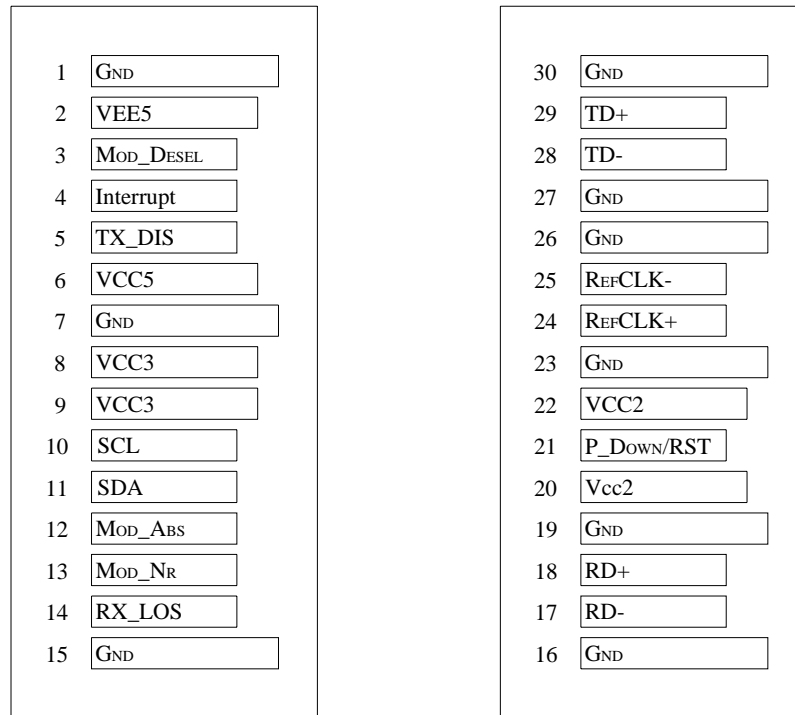 1 GND
2 VEE5
3 MOD_DESEL
4 Interrupt
5 TX_DIS
6 VCC5
7 GND
8 VCC3
9 VCC3
10 SCL
11 SDA
12 MOD_ABS
13 MOD_NR
14 RX_LOS
15 GND
30 GND
29 TD+
28 TD-
27 GND
26 GND
25 REFCLK-
24 REFCLK+
23 GND
22 VCC2
21 P_DOWN/RST
20 Vcc2
19 GND
18 RD+
17 RD-
16 GND